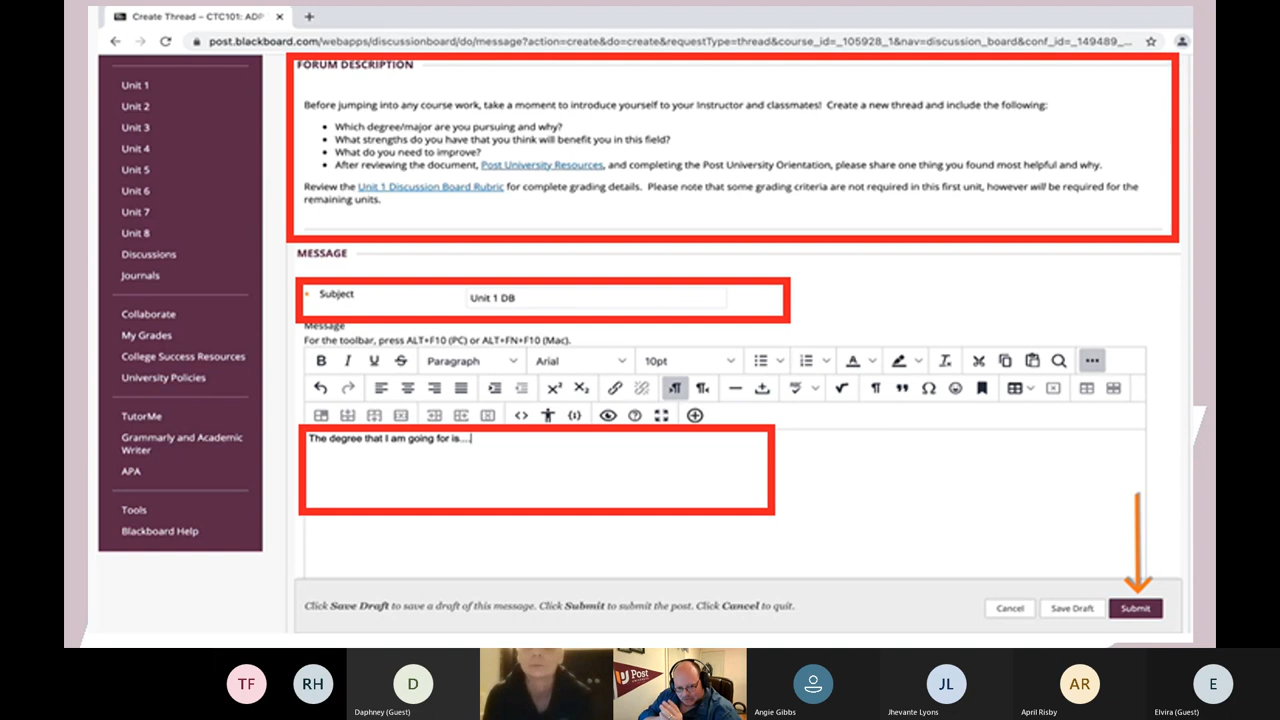 Create Thread – CTC101: ADP
post.blackboard.com/webapps/discussionboard/do/message?action=create&do=create&requestType=thread&course_id=_105928_1&nav=discussion_board&conf_id=_149489_...
Unit 1
Unit 2
Unit 3
Unit 4
Unit 5
Unit 6
Unit 7
Unit 8
Discussions
Journals
Collaborate
My Grades
College Success Resources
University Policies
TutorMe
Grammarly and Academic
Writer
APA
Tools
Blackboard Help
FORUM DESCRIPTION
Before jumping into any course work, take a moment to introduce yourself to your Instructor and classmates! Create a new thread and include the following:
• Which degree/major are you pursuing and why?
• What strengths do you have that you think will benefit you in this field?
• What do you need to improve?
• After reviewing the document, Post University Resources, and completing the Post University Orientation, please share one thing you found most helpful and why.
Review the Unit 1 Discussion Board Rubric for complete grading details. Please note that some grading criteria are not required in this first unit, however will be required for the
remaining units.
MESSAGE
* Subject Unit 1 DB
Message
For the toolbar, press ALT+F10 (PC) or ALT+FN+F10 (Mac).
B I U S Paragraph Arial 10pt
The degree that I am going for is....
Click Save Draft to save a draft of this message. Click Submit to submit the post. Click Cancel to quit.
Cancel Save Draft Submit
TF RH D JL AR E
Post
Daphney (Guest) Angie Gibbs Jhevante Lyons April Risby Elvira (Guest)